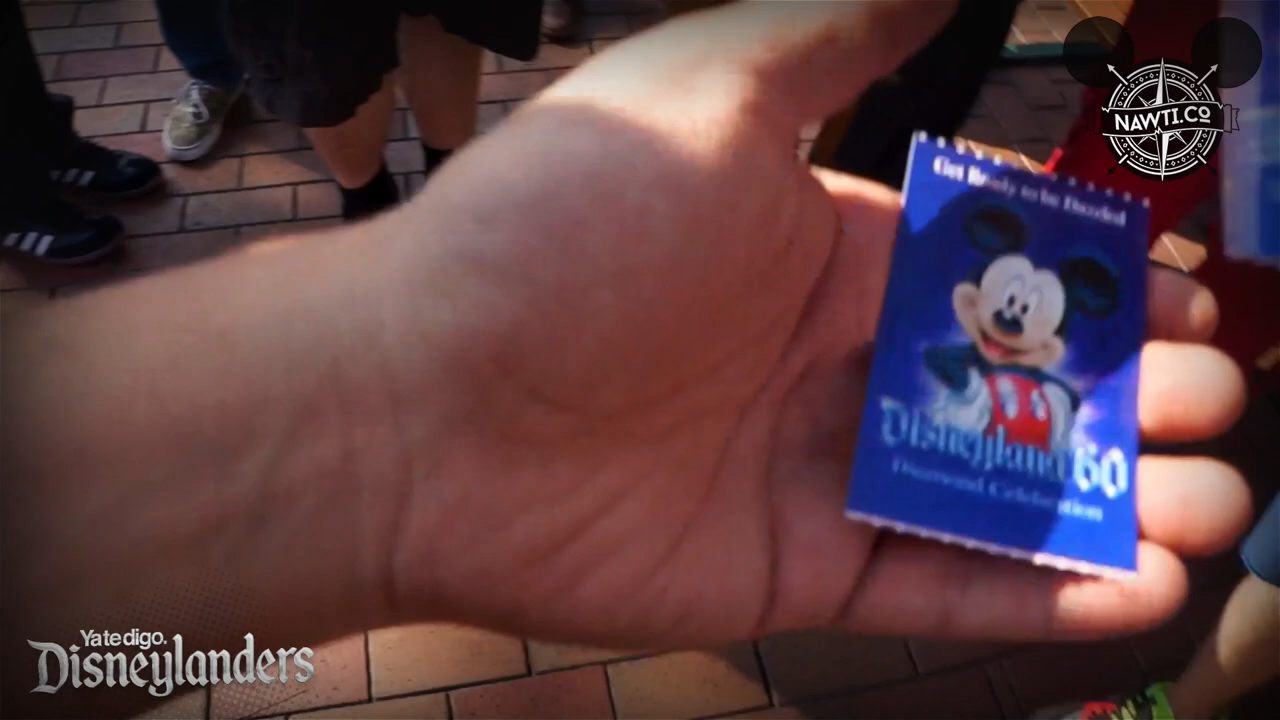 NAWTI.CO
Get Ready to be Dazzled
Disneyland 60
Diamond Celebration
Ya te digo.
Disneylanders